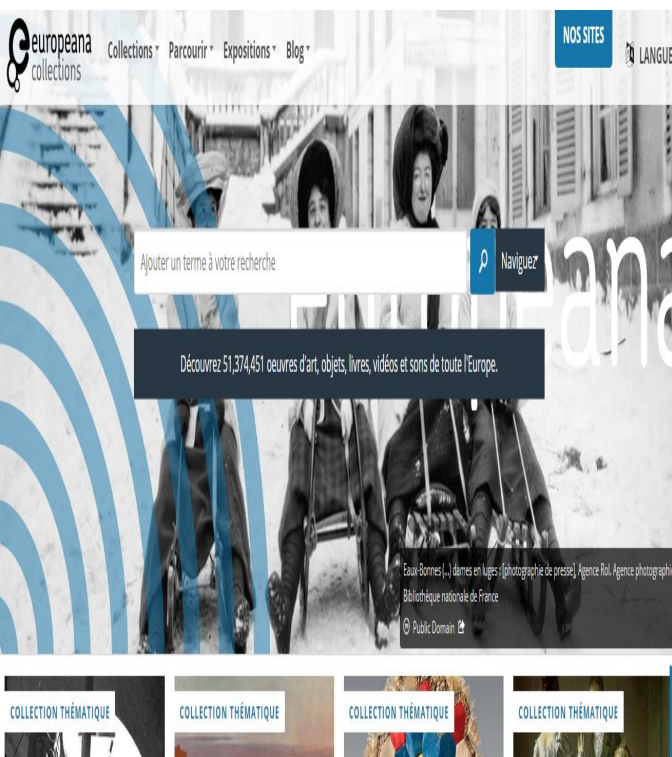 europeana
collections
Collections Parcourir Expositions Blog
NOS SITES
LANGUE
Ajouter un terme à votre recherche
Naviguez
Découvrez 51,374,451 oeuvres d'art, objets, livres, vidéos et sons de toute l'Europe.
Eaux-Bonnes (...) dames en luges : [photographie de presse], Agence Rol. Agence photographi
Bibliothèque nationale de France
Public Domain
COLLECTION THÉMATIQUE
COLLECTION THÉMATIQUE
COLLECTION THÉMATIQUE
COLLECTION THÉMATIQUE